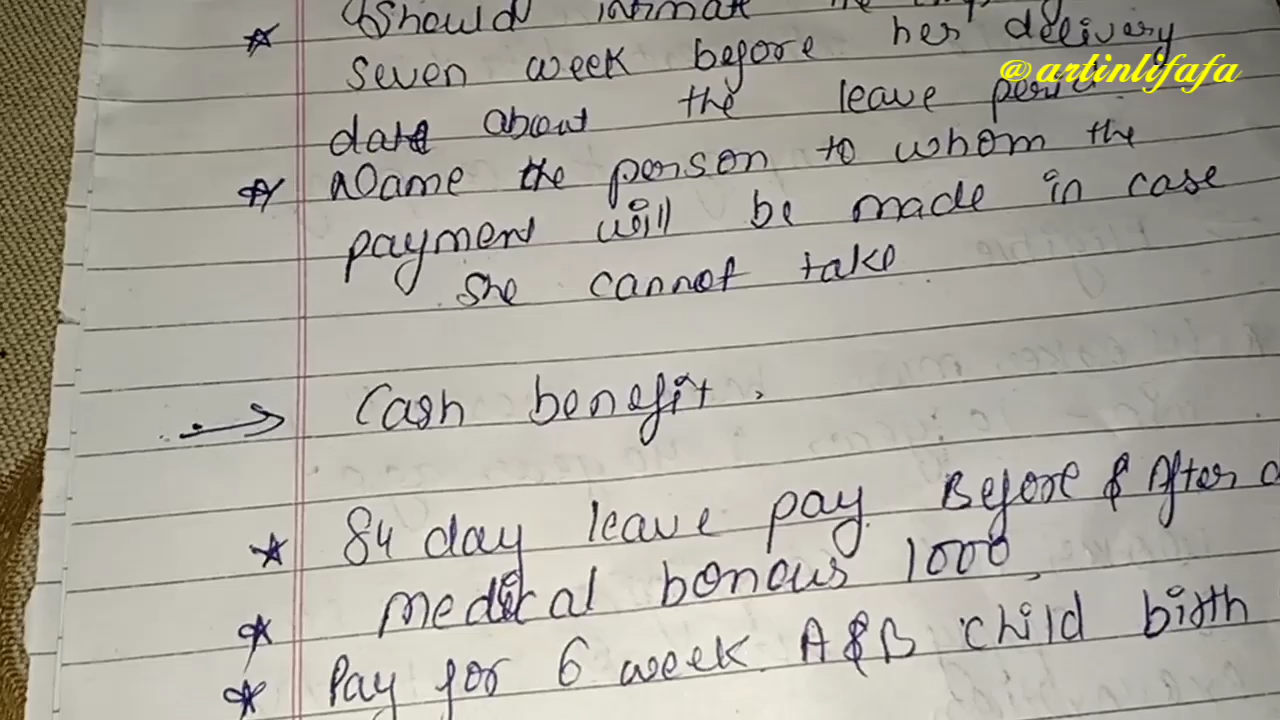 ☆ Should intimate the
seven week before her delivery
@artinlifafa
date about the leave period
☆ Name the person to whom the
payment will be made in case
she cannot take
→ Cash benefit.
☆ 84 day leave pay Before & After
☆ medical bonous 1000,
☆ Pay for 6 week A & B child birth